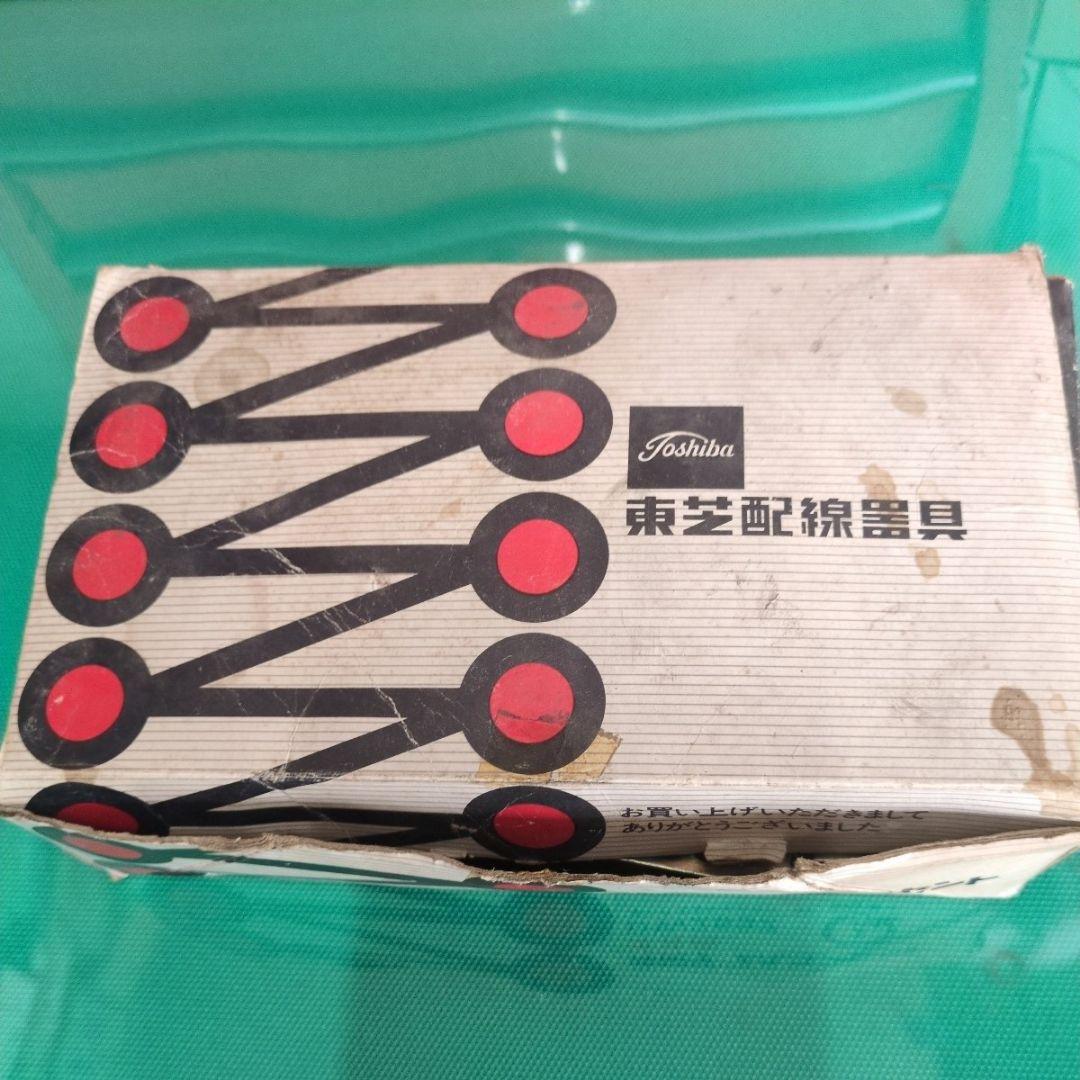 Toshiba
東芝配線器具
お買い上げいただきまして
ありがとうございました